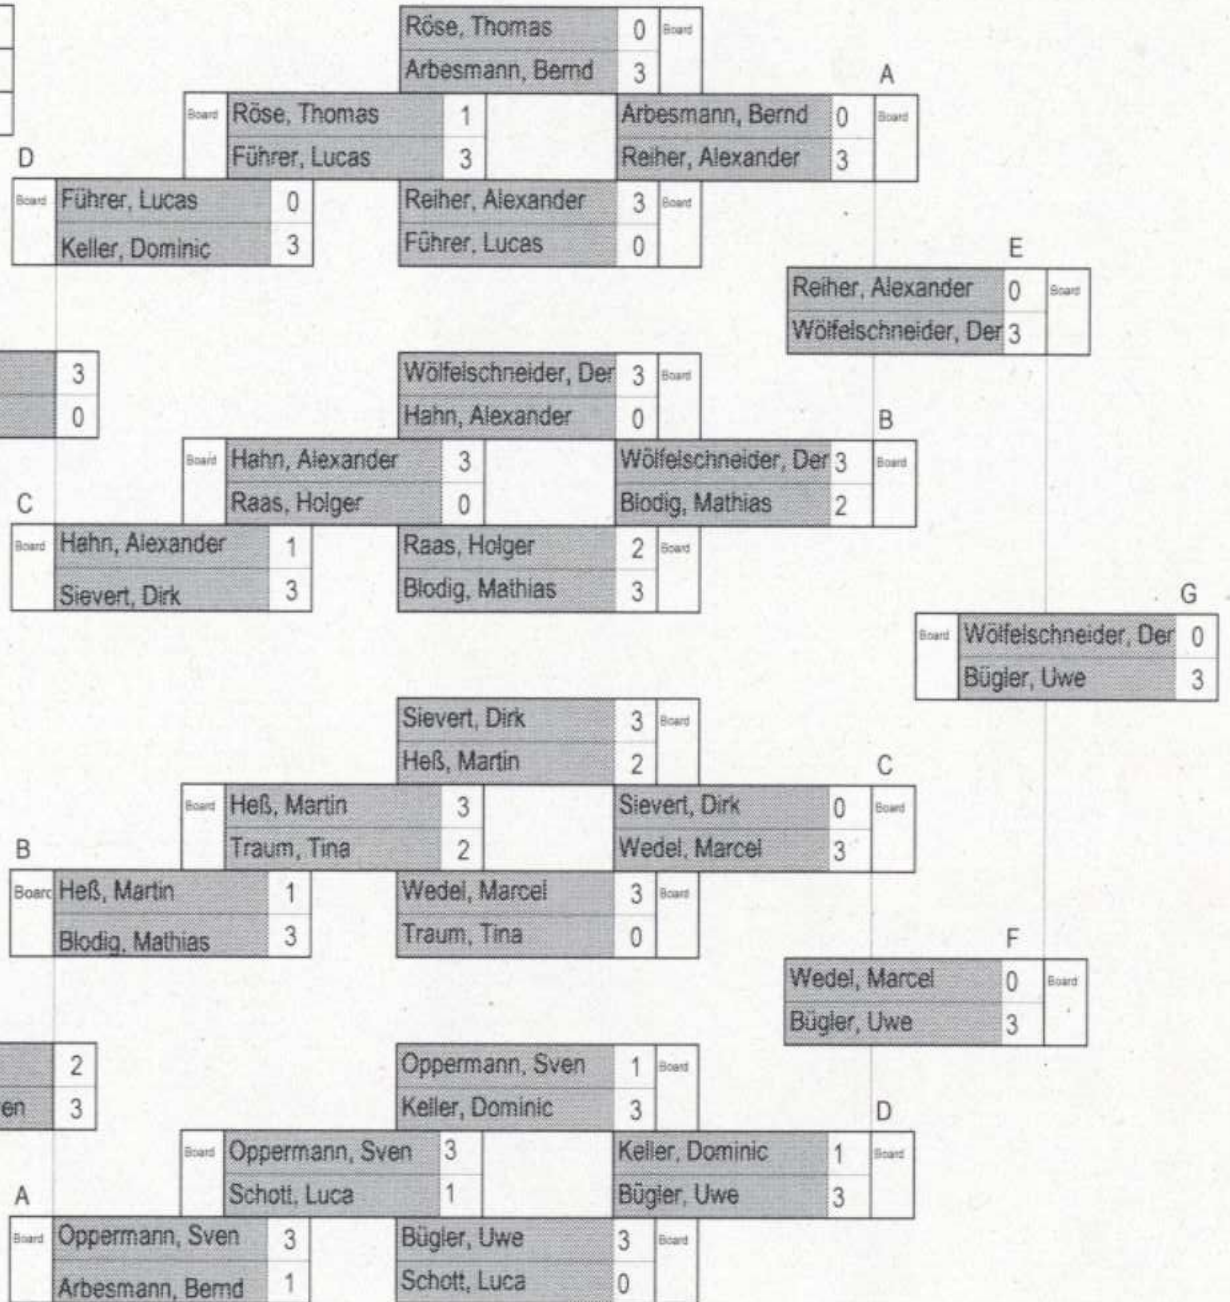 Röse, Thomas 0 Board
Arbesmann, Bernd 3
A
Board Röse, Thomas 1
Führer, Lucas 3
Arbesmann, Bernd 0 Board
Reiher, Alexander 3
D
Board Führer, Lucas 0
Keller, Dominic 3
Reiher, Alexander 3 Board
Führer, Lucas 0
E
Reiher, Alexander 0 Board
Wölfelschneider, Der 3
3
0
Wölfelschneider, Der 3 Board
Hahn, Alexander 0
B
Board Hahn, Alexander 3
Raas, Holger 0
Wölfelschneider, Der 3 Board
Blodig, Mathias 2
C
Board Hahn, Alexander 1
Sievert, Dirk 3
Raas, Holger 2 Board
Blodig, Mathias 3
G
Board Wölfelschneider, Der 0
Bügler, Uwe 3
Sievert, Dirk 3 Board
Heß, Martin 2
C
Board Heß, Martin 3
Traum, Tina 2
Sievert, Dirk 0 Board
Wedel, Marcel 3
B
Board Heß, Martin 1
Blodig, Mathias 3
Wedel, Marcel 3 Board
Traum, Tina 0
F
Wedel, Marcel 0 Board
Bügler, Uwe 3
2
en 3
Oppermann, Sven 1 Board
Keller, Dominic 3
D
Board Oppermann, Sven 3
Schott, Luca 1
Keller, Dominic 1 Board
Bügler, Uwe 3
A
Board Oppermann, Sven 3
Arbesmann, Bernd 1
Bügler, Uwe 3 Board
Schott, Luca 0